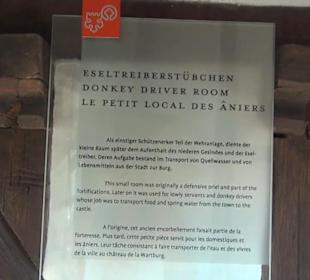 ESELTREIBERSTÜBCHEN
DONKEY DRIVER ROOM
LE PETIT LOCAL DES ÂNIERS
Als einstiger Schützenerker Teil der Wehranlage, diente der
kleine Raum später dem Aufenthalt des niederen Gesindes und der Esel-
treiber. Deren Aufgabe bestand im Transport von Quellwasser und von
Lebensmitteln aus der Stadt zur Burg.
This small room was originally a defensive oriel and part of the
fortifications. Later on it was used for lowly servants and donkey drivers
whose job was to transport food and spring water from the town to the
castle.
A l'origine, cet ancien encorbellement faisait partie de la
forteresse. Plus tard, cette petite pièce servit pour les domestiques et
les âniers. Leur tâche consistant à faire transporter de l'eau et des vivres
de la ville au château de la Wartburg.